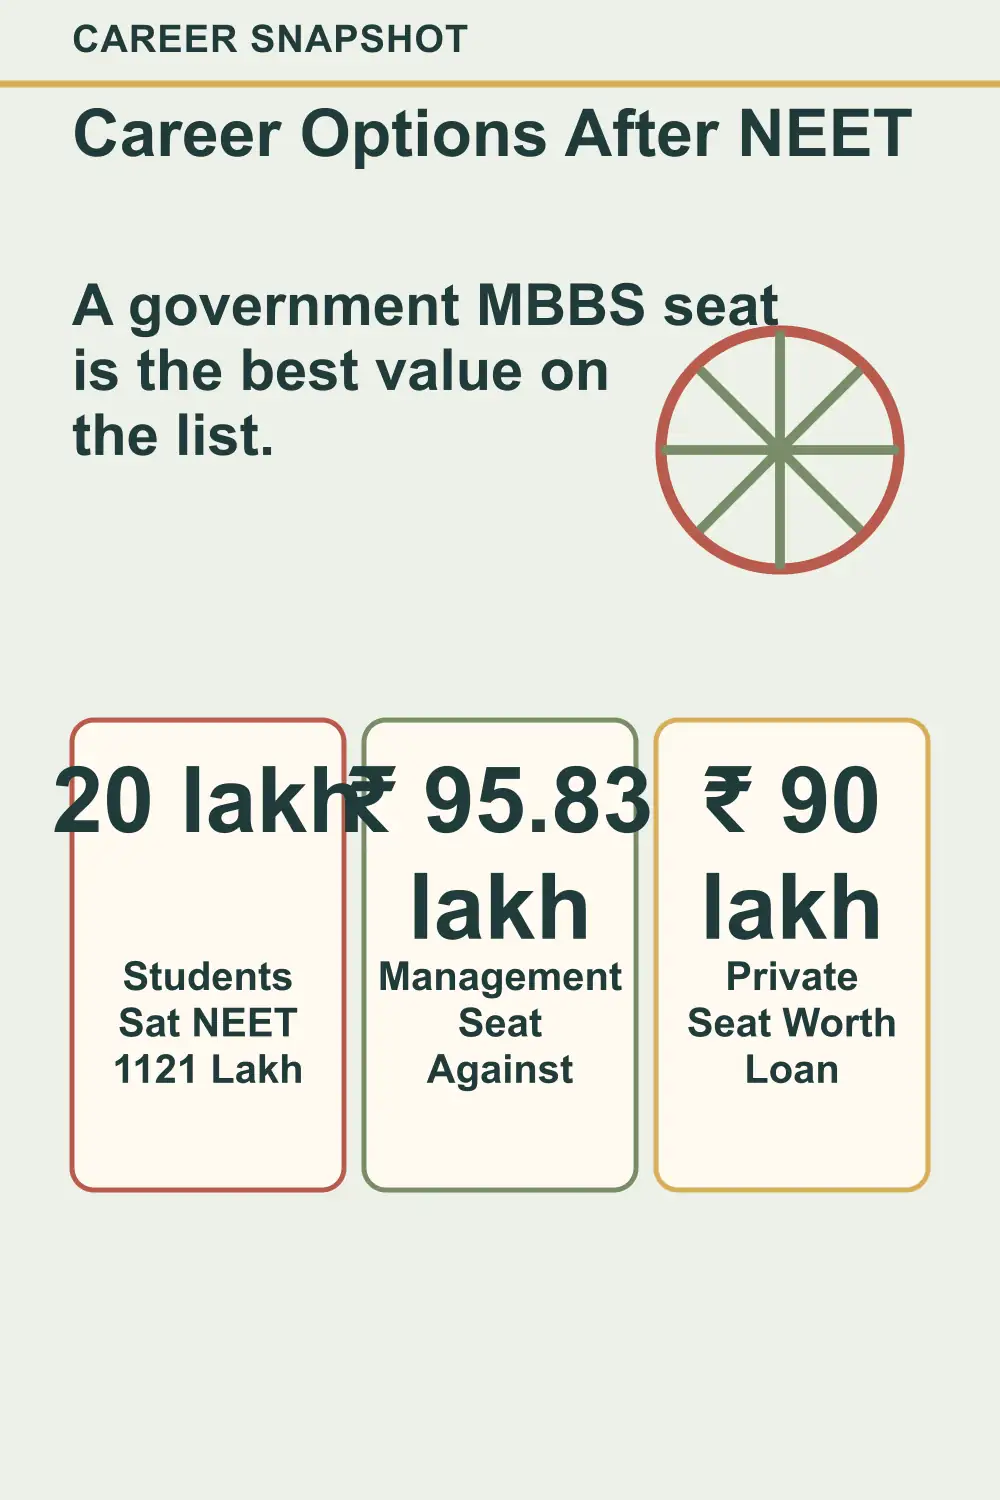 CAREER SNAPSHOT
Career Options After NEET
A government MBBS seat
is the best value on
the list.
20 lakh
Students
Sat NEET
1121 Lakh
₹ 95.83
lakh
Management
Seat
Against
₹ 90
lakh
Private
Seat Worth
Loan